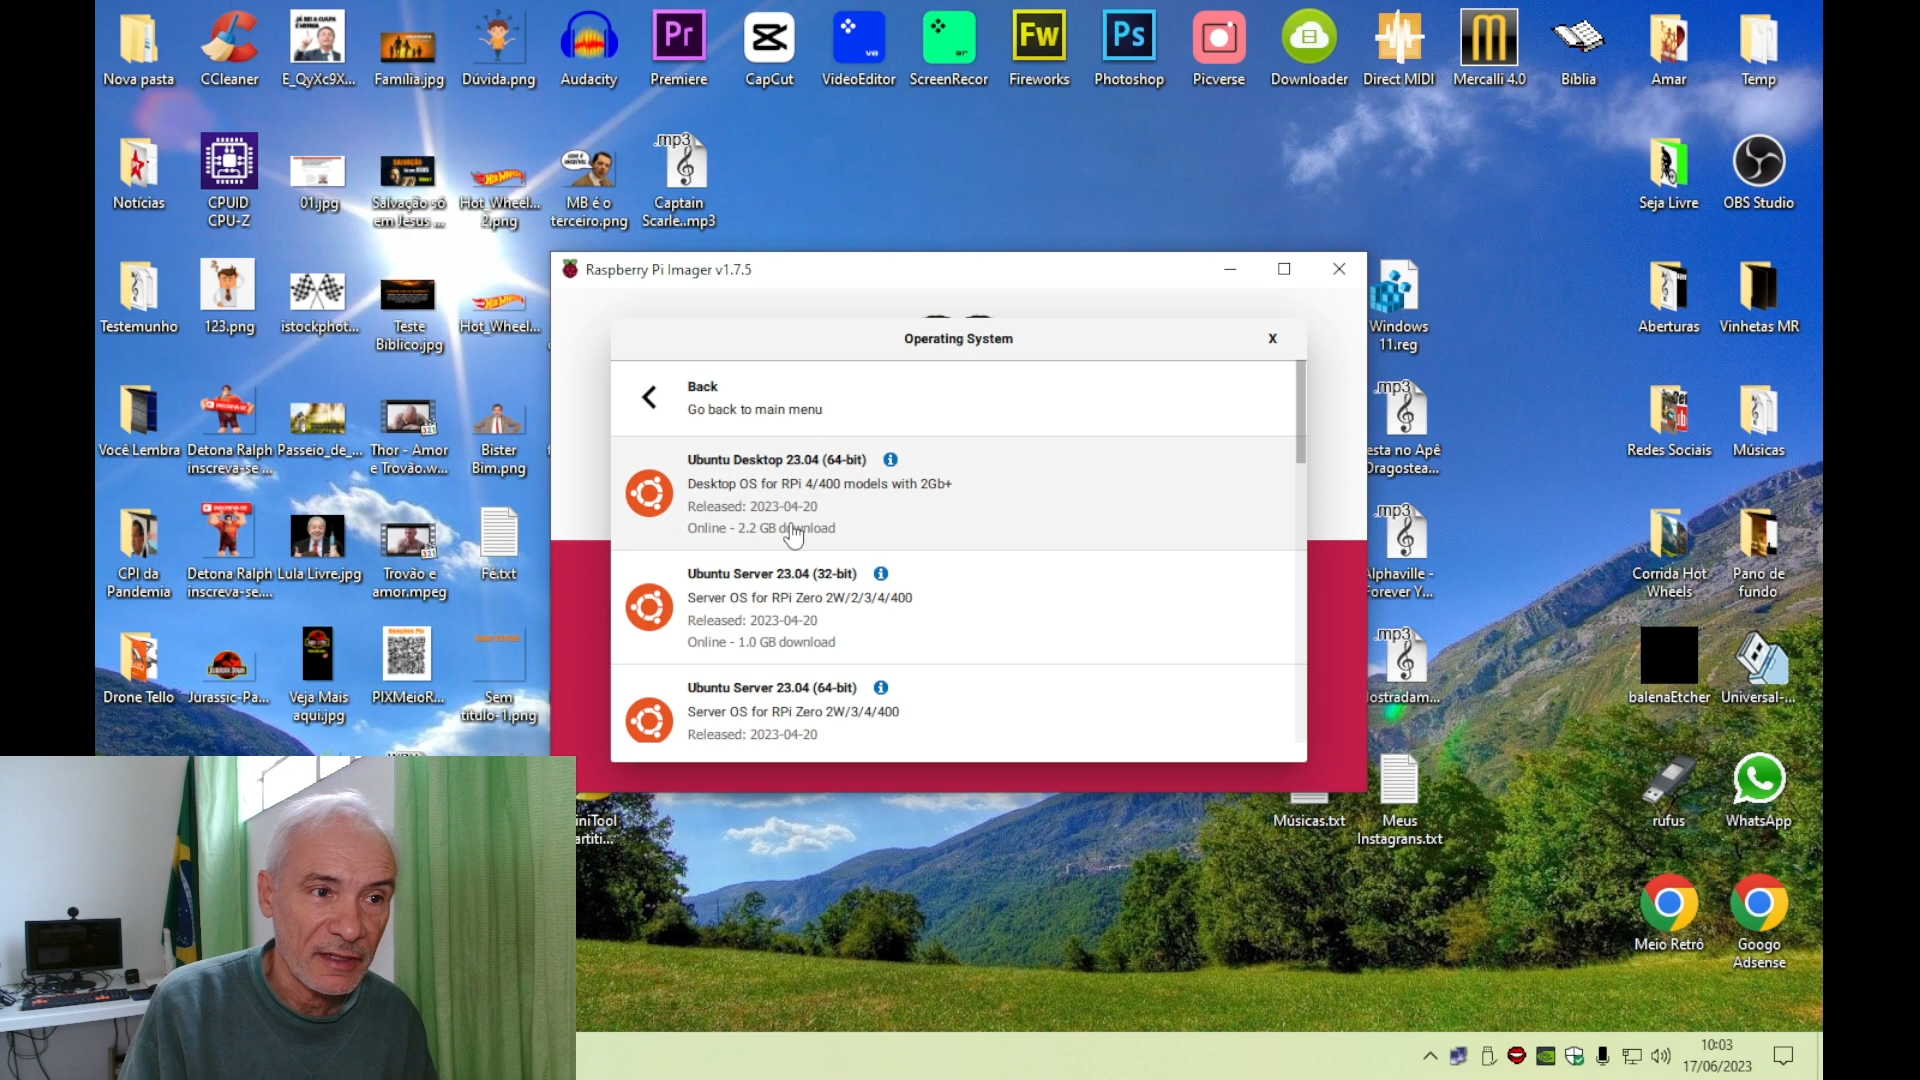 Nova pasta
CCleaner
E_QyXc9X...
Família.jpg
Dúvida.png
Audacity
Pr
Premiere
CapCut
VB
VideoEditor
sr
ScreenRecor
Fw
Fireworks
Ps
Photoshop
Picverse
Downloader
Direct MIDI
Mercalli 4.0
Bíblia
Amar
Temp
Notícias
CPUID
CPU-Z
01.jpg
Salvação só
em Jesus ...
Hot_Wheel...
2.png
MB é o
terceiro.png
.mp3
Captain
Scarle..mp3
Seja Livre
OBS Studio
Testemunho
123.png
istockphot...
Teste
Bíblico.jpg
Hot_Wheel...
Raspberry Pi Imager v1.7.5
Operating System
X
Back
Go back to main menu
Ubuntu Desktop 23.04 (64-bit)
Desktop OS for RPi 4/400 models with 2Gb+
Released: 2023-04-20
Online - 2.2 GB download
Ubuntu Server 23.04 (32-bit)
Server OS for RPi Zero 2W/2/3/4/400
Released: 2023-04-20
Online - 1.0 GB download
Ubuntu Server 23.04 (64-bit)
Server OS for RPi Zero 2W/3/4/400
Released: 2023-04-20
Windows
11.reg
Aberturas
Vinhetas MR
Você Lembra
Detona Ralph
inscreva-se ...
Passeio_de_...
Thor - Amor
e Trovão.w...
Bister
Bim.png
.mp3
esta no Apê
Dragostea...
Redes Sociais
Músicas
CPI da
Pandemia
Detona Ralph
inscreva-se....
Lula Livre.jpg
Trovão e
amor.mpeg
Fé.txt
.mp3
Alphaville -
Forever Y...
Corrida Hot
Wheels
Pano de
fundo
Drone Tello
Jurassic-Pa...
Veja Mais
aqui.jpg
PIXMeioR...
Sem
título-1.png
.mp3
ostradam...
balenaEtcher
Universal-...
iniTool
artiti...
Músicas.txt
Meus
Instagrans.txt
rufus
WhatsApp
Meio Retrô
Googo
Adsense
10:03
17/06/2023